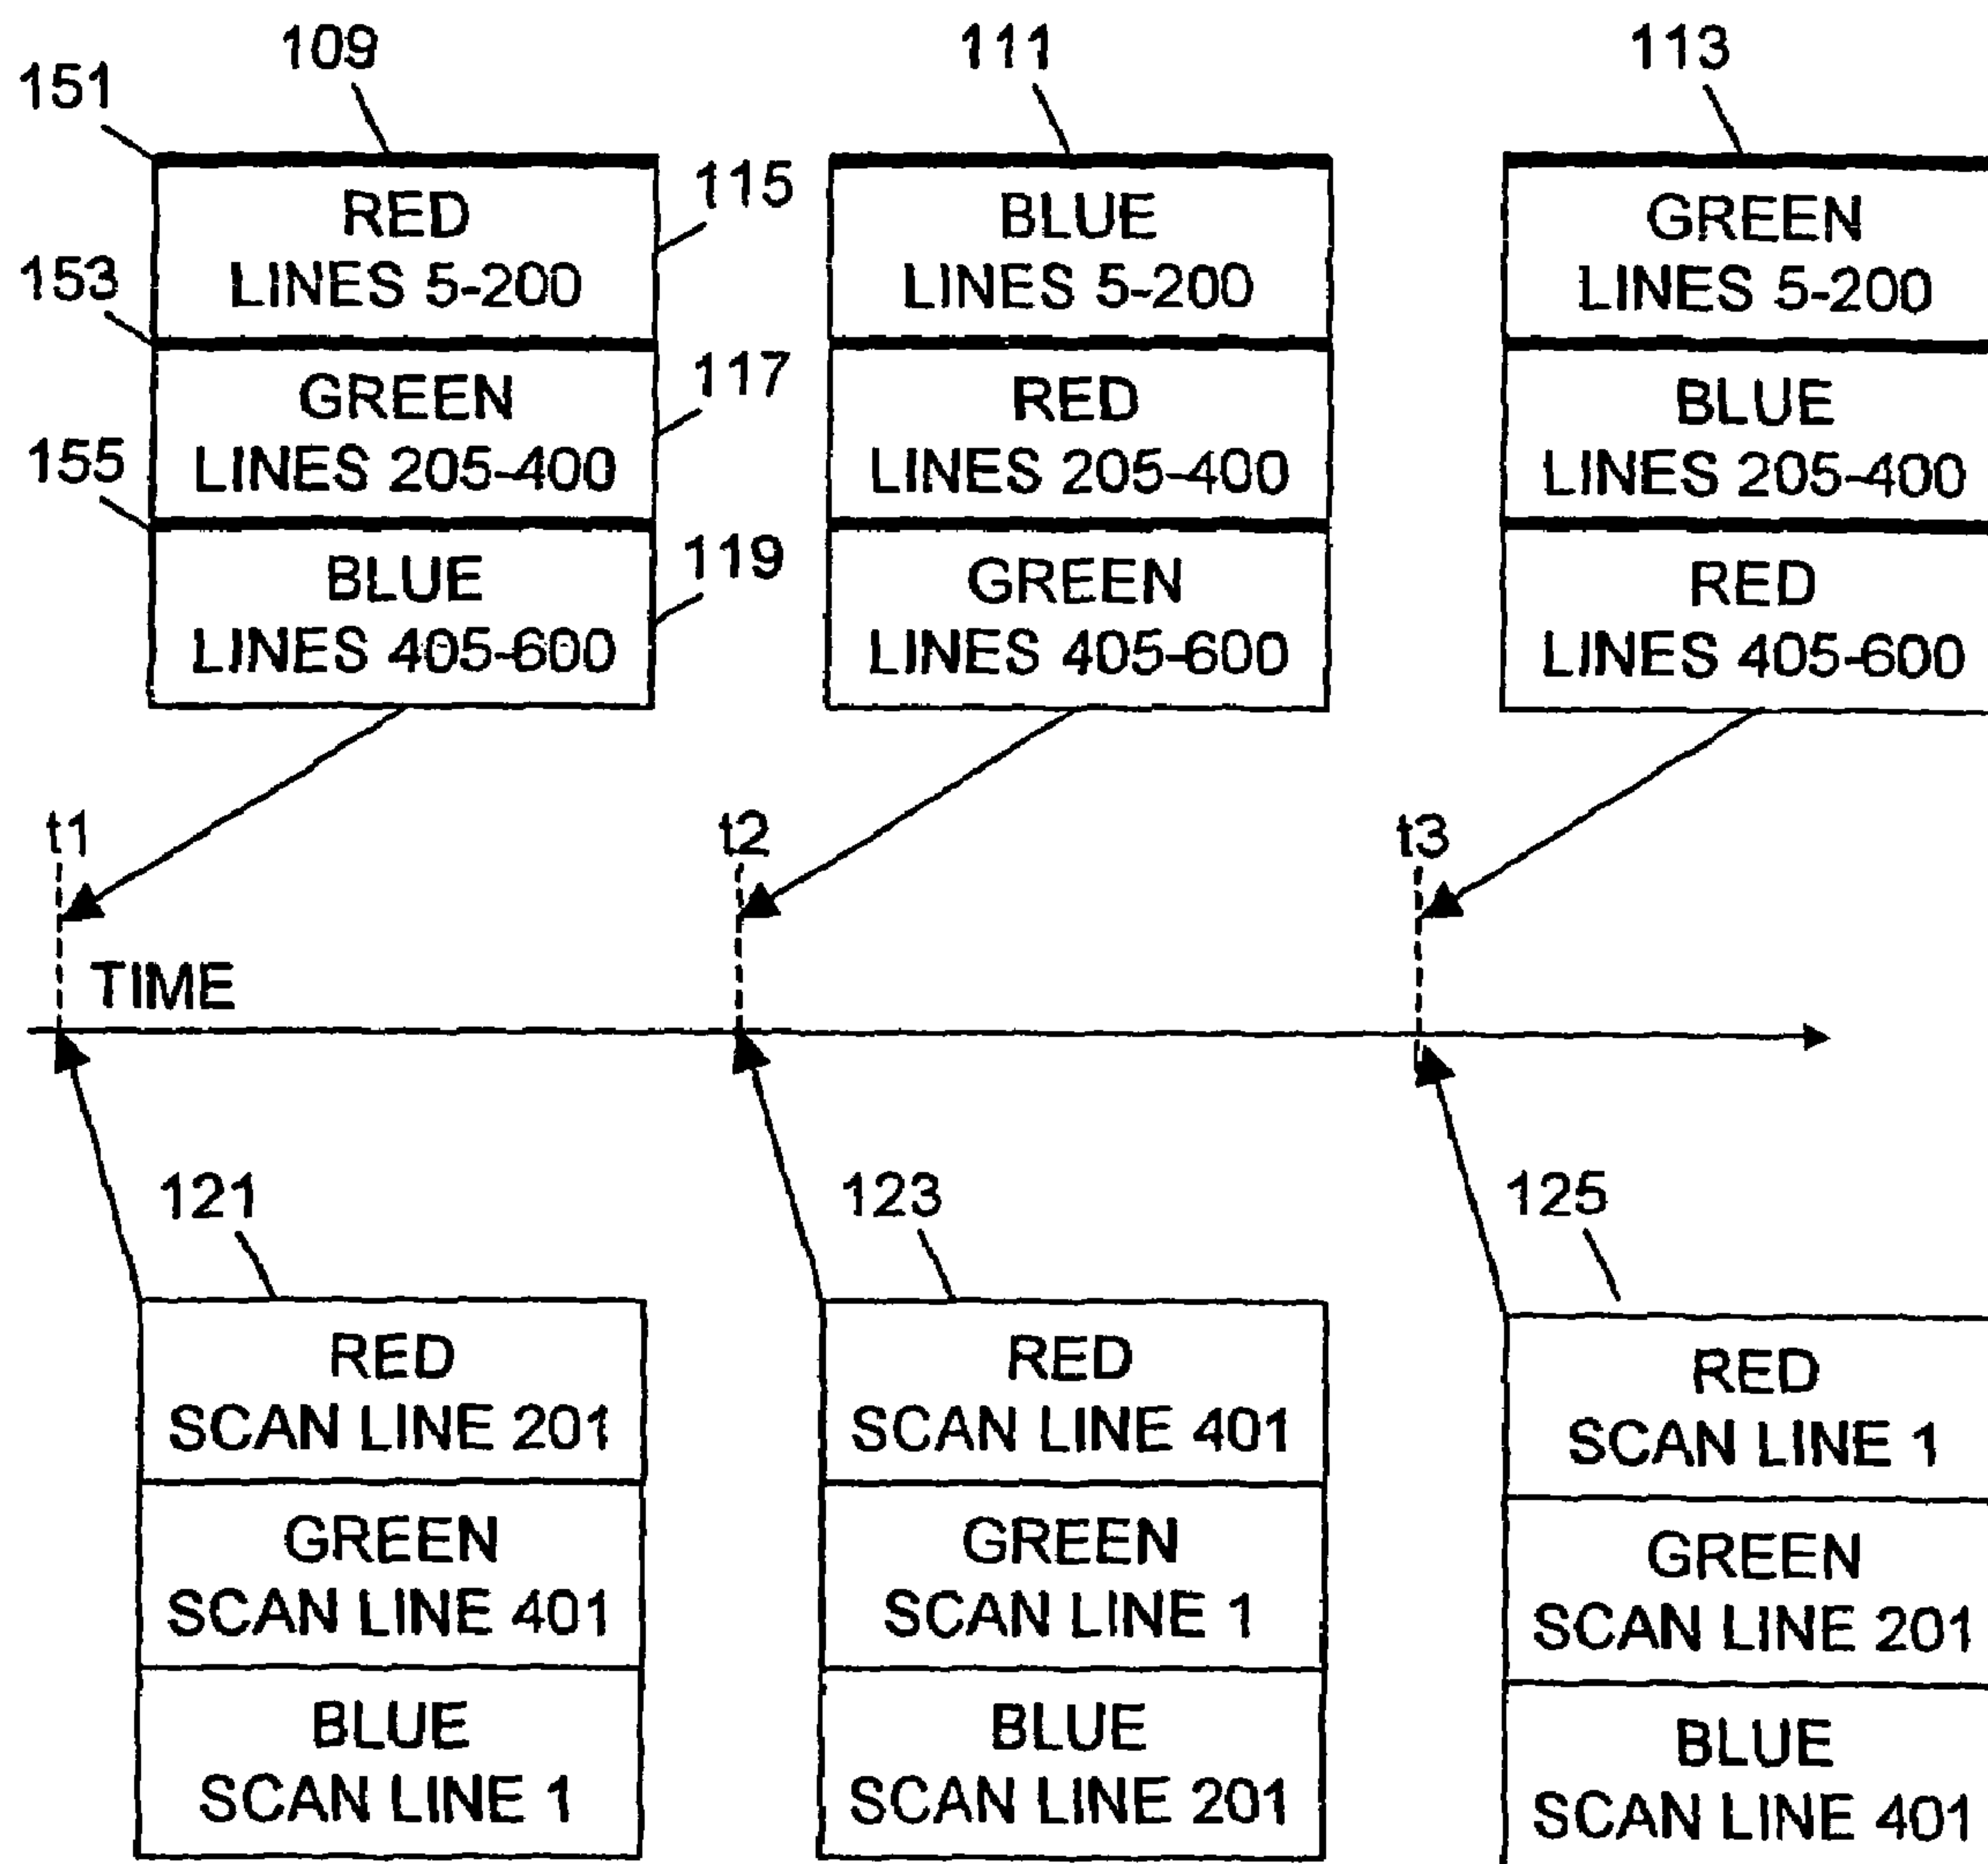 109
111
113
151
115
RED
LINES 5-200
BLUE
LINES 5-200
GREEN
LINES 5-200
153
117
GREEN
LINES 205-400
RED
LINES 205-400
BLUE
LINES 205-400
155
119
BLUE
LINES 405-600
GREEN
LINES 405-600
RED
LINES 405-600
t1
t2
t3
TIME
121
123
125
RED
SCAN LINE 201
GREEN
SCAN LINE 401
BLUE
SCAN LINE 1
RED
SCAN LINE 401
GREEN
SCAN LINE 1
BLUE
SCAN LINE 201
RED
SCAN LINE 1
GREEN
SCAN LINE 201
BLUE
SCAN LINE 401